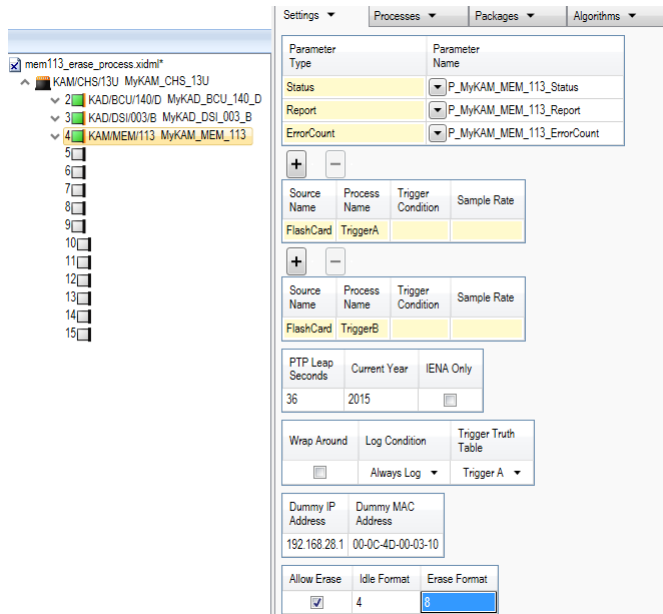 Settings Processes Packages Algorithms
mem113_erase_process.xidml*
KAM/CHS/13U MyKAM_CHS_13U
2 KAD/BCU/140/D MyKAD_BCU_140_D
3 KAD/DSI/003/B MyKAD_DSI_003_B
4 KAM/MEM/113 MyKAM_MEM_113
5
6
7
8
9
10
11
12
13
14
15
Parameter Type Parameter Name
Status P_MyKAM_MEM_113_Status
Report P_MyKAM_MEM_113_Report
ErrorCount P_MyKAM_MEM_113_ErrorCount
+ −
Source Name Process Name Trigger Condition Sample Rate
FlashCard TriggerA
+ −
Source Name Process Name Trigger Condition Sample Rate
FlashCard TriggerB
PTP Leap Seconds Current Year IENA Only
36 2015
Wrap Around Log Condition Trigger Truth Table
Always Log Trigger A
Dummy IP Address Dummy MAC Address
192.168.28.1 00-0C-4D-00-03-10
Allow Erase Idle Format Erase Format
4 8